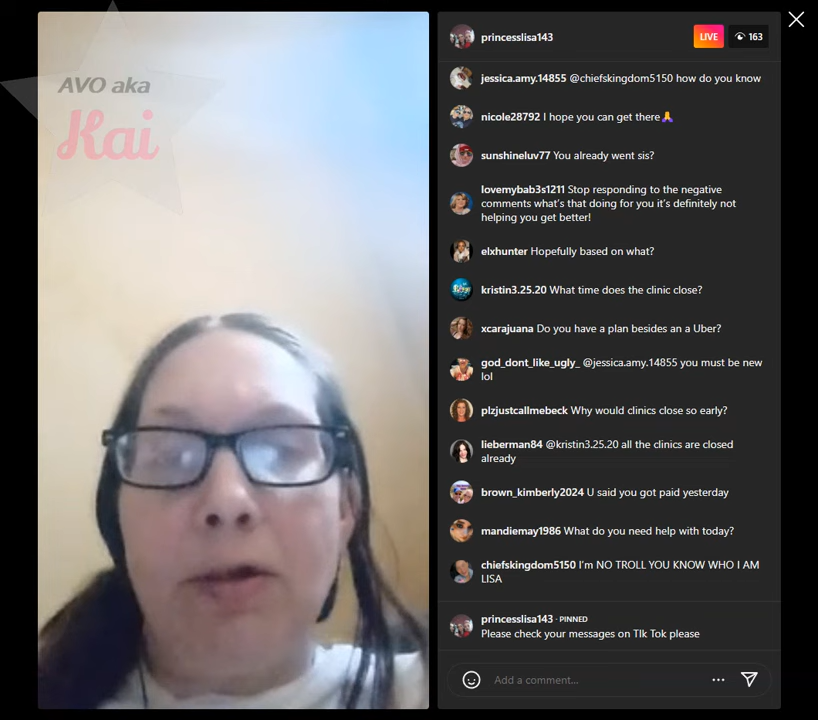 AVO aka
Kai
princesslisa143
LIVE
163
jessica.amy.14855 @chiefskingdom5150 how do you know
nicole28792 I hope you can get there🙏
sunshineluv77 You already went sis?
lovemybab3s1211 Stop responding to the negative
comments what's that doing for you it's definitely not
helping you get better!
elxhunter Hopefully based on what?
kristin3.25.20 What time does the clinic close?
xcarajuana Do you have a plan besides an a Uber?
god_dont_like_ugly_ @jessica.amy.14855 you must be new
lol
plzjustcallmebeck Why would clinics close so early?
lieberman84 @kristin3.25.20 all the clinics are closed
already
brown_kimberly2024 U said you got paid yesterday
mandiemay1986 What do you need help with today?
chiefskingdom5150 I'm NO TROLL YOU KNOW WHO I AM
LISA
princesslisa143 · PINNED
Please check your messages on TIk Tok please
Add a comment...